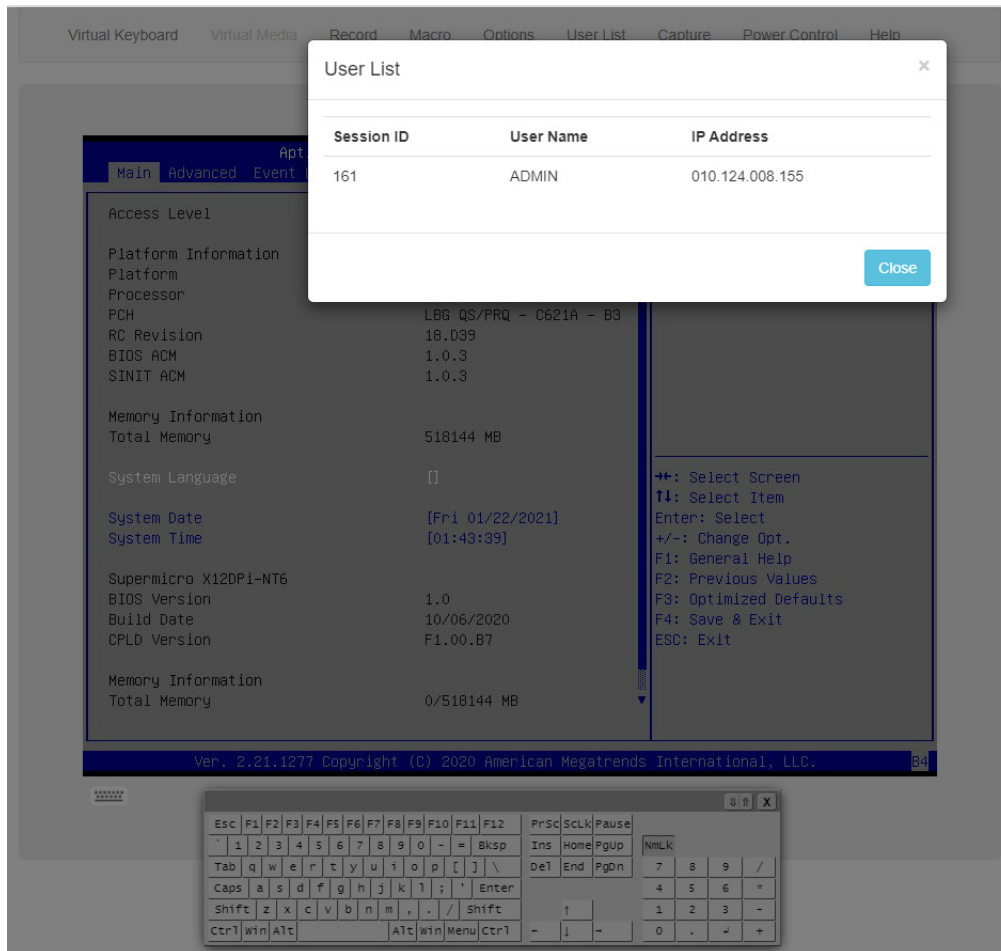 Virtual Keyboard Virtual Media Record Macro Options User List Capture Power Control Help
User List ×
Session ID User Name IP Address
161 ADMIN 010.124.008.155
Close
Apt
Main Advanced Event
Access Level
Platform Information
Platform
Processor
PCH LBG QS/PRQ - C621A - B3
RC Revision 18.D39
BIOS ACM 1.0.3
SINIT ACM 1.0.3
Memory Information
Total Memory 518144 MB
System Language []
System Date [Fri 01/22/2021]
System Time [01:43:39]
Supermicro X12DPi-NT6
BIOS Version 1.0
Build Date 10/06/2020
CPLD Version F1.00.B7
Memory Information
Total Memory 0/518144 MB
→←: Select Screen
↑↓: Select Item
Enter: Select
+/-: Change Opt.
F1: General Help
F2: Previous Values
F3: Optimized Defaults
F4: Save & Exit
ESC: Exit
Ver. 2.21.1277 Copyright (C) 2020 American Megatrends International, LLC. B4
⇓ ⇑ X
Esc F1 F2 F3 F4 F5 F6 F7 F8 F9 F10 F11 F12 PrSc ScLk Pause
` 1 2 3 4 5 6 7 8 9 0 - = Bksp Ins Home PgUp NmLk
Tab q w e r t y u i o p [ ] \ Del End PgDn 7 8 9 /
Caps a s d f g h j k l ; ' Enter 4 5 6 *
Shift z x c v b n m , . / Shift ↑ 1 2 3 -
Ctrl Win Alt Alt Win Menu Ctrl ← ↓ → 0 . ↵ +